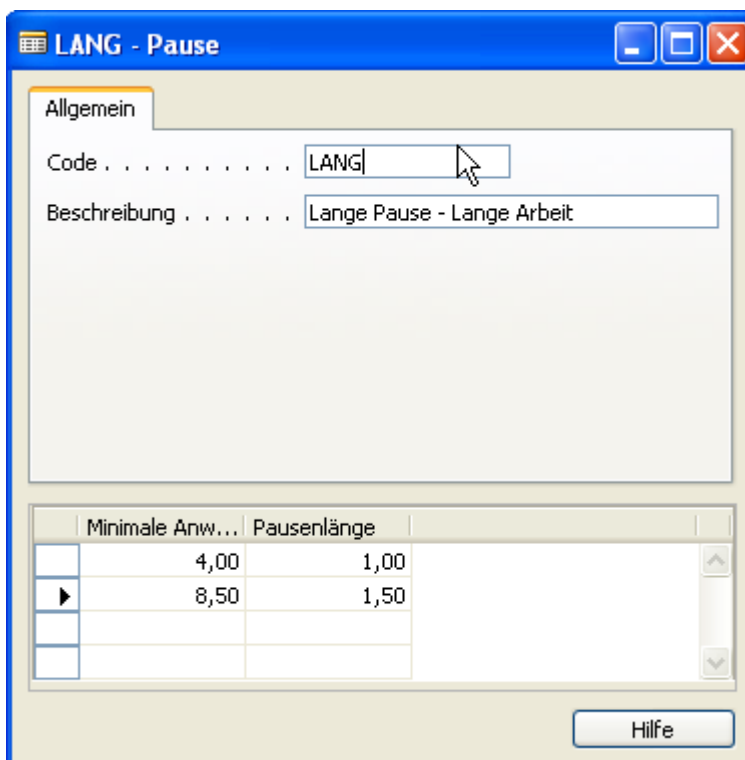 LANG - Pause
Allgemein
Code . . . . . . . . . . LANG
Beschreibung . . . . . . Lange Pause - Lange Arbeit
Minimale Anw... Pausenlänge
4,00 1,00
8,50 1,50
Hilfe